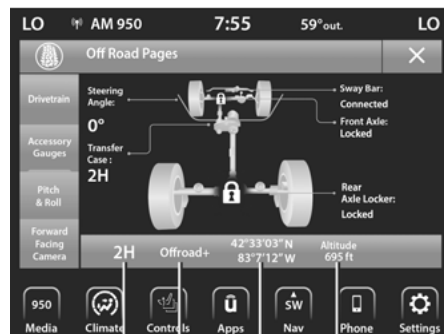 LO AM 950 7:55 59° out. LO
Off Road Pages
Drivetrain
Accessory
Gauges
Pitch
& Roll
Forward
Facing
Camera
Steering
Angle:
0°
Transfer
Case :
2H
Sway Bar:
Connected
Front Axle:
Locked
Rear
Axle Locker:
Locked
2H Offroad+ 42°33'03" N
83°7'12" W
Altitude
695 ft
950
Media
Climate
Controls
û
Apps
SW
Nav
Phone
Settings